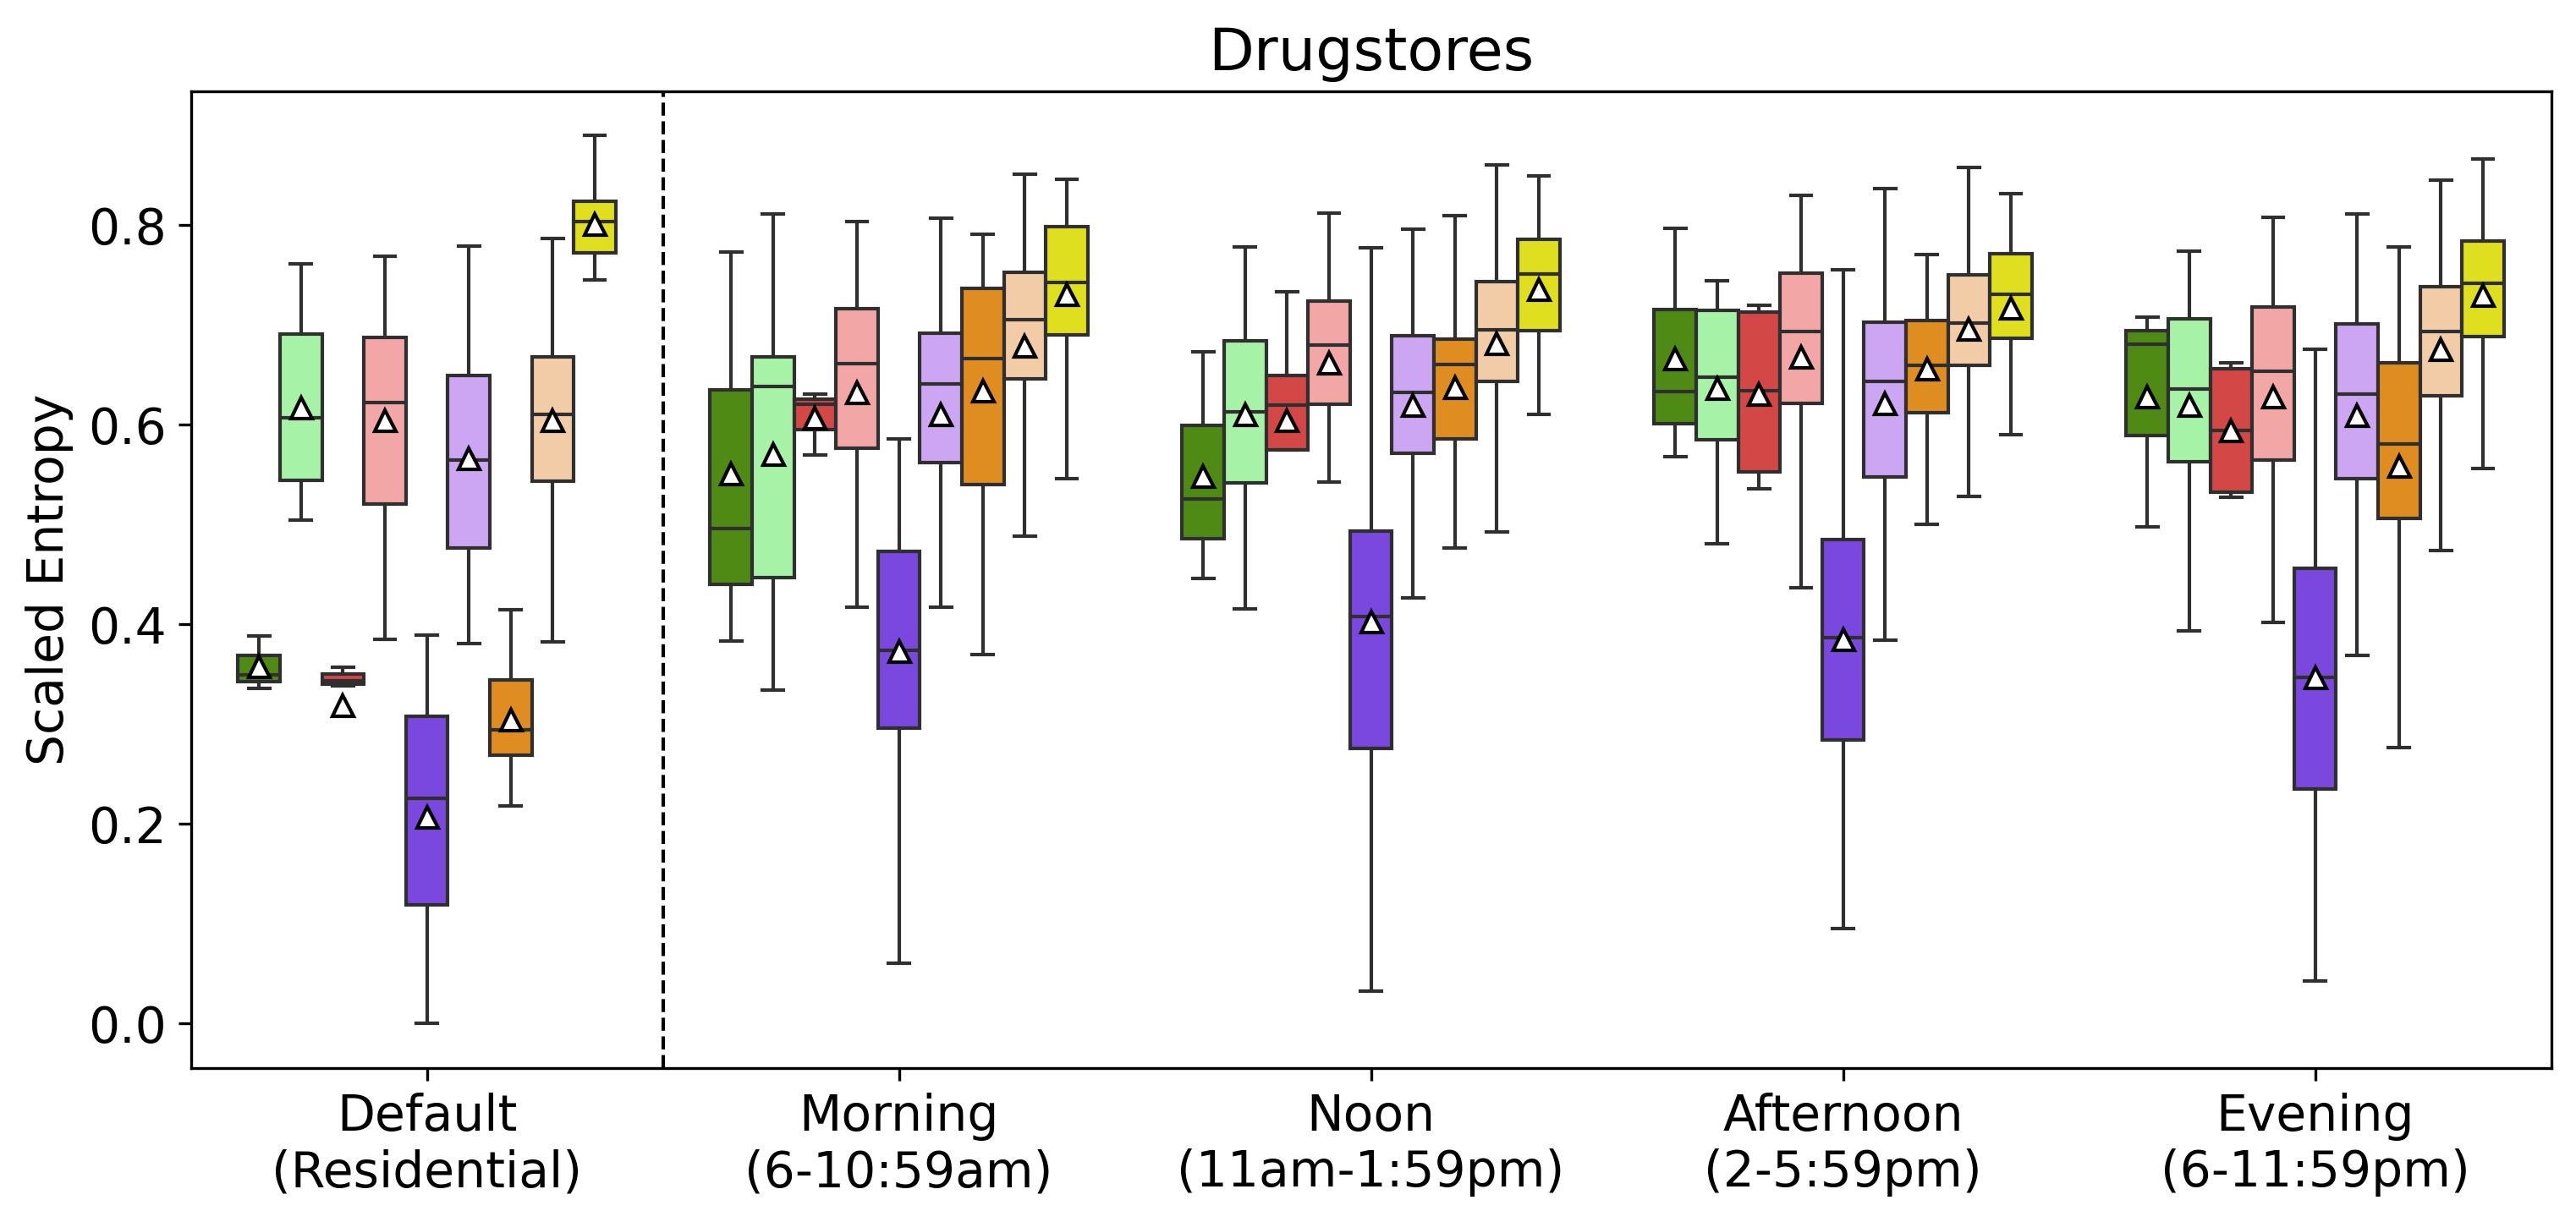 Drugstores
Scaled Entropy
0.8
0.6
0.4
0.2
0.0
Default
(Residential)
Morning
(6-10:59am)
Noon
(11am-1:59pm)
Afternoon
(2-5:59pm)
Evening
(6-11:59pm)